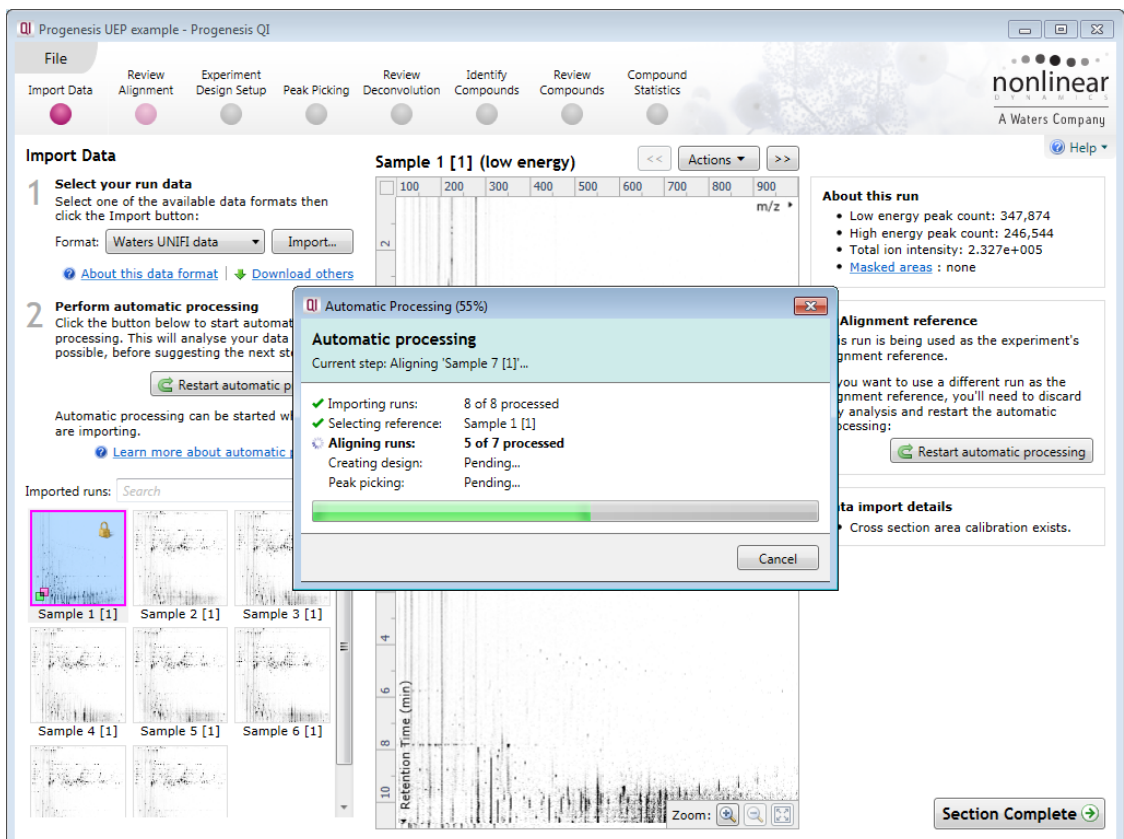 Progenesis UEP example - Progenesis QI
File
Import Data
Review Alignment
Experiment Design Setup
Peak Picking
Review Deconvolution
Identify Compounds
Review Compounds
Compound Statistics
nonlinear
DYNAMICS
A Waters Company
Help
Import Data
1 Select your run data
Select one of the available data formats then
click the Import button:
Format: Waters UNIFI data Import...
About this data format | Download others
2 Perform automatic processing
Click the button below to start automat
processing. This will analyse your data
possible, before suggesting the next st
Restart automatic p
Automatic processing can be started w
are importing.
Learn more about automatic
Imported runs: Search
Sample 1 [1] Sample 2 [1] Sample 3 [1]
Sample 4 [1] Sample 5 [1] Sample 6 [1]
Sample 1 [1] (low energy)
<< Actions >>
100 200 300 400 500 600 700 800 900
m/z
2
4
6
8
10
Retention Time (min)
Zoom:
QI Automatic Processing (55%)
Automatic processing
Current step: Aligning 'Sample 7 [1]'...
Importing runs: 8 of 8 processed
Selecting reference: Sample 1 [1]
Aligning runs: 5 of 7 processed
Creating design: Pending...
Peak picking: Pending...
Cancel
About this run
• Low energy peak count: 347,874
• High energy peak count: 246,544
• Total ion intensity: 2.327e+005
• Masked areas : none
Alignment reference
is run is being used as the experiment's
gnment reference.
you want to use a different run as the
gnment reference, you'll need to discard
y analysis and restart the automatic
ocessing:
Restart automatic processing
ta import details
• Cross section area calibration exists.
Section Complete